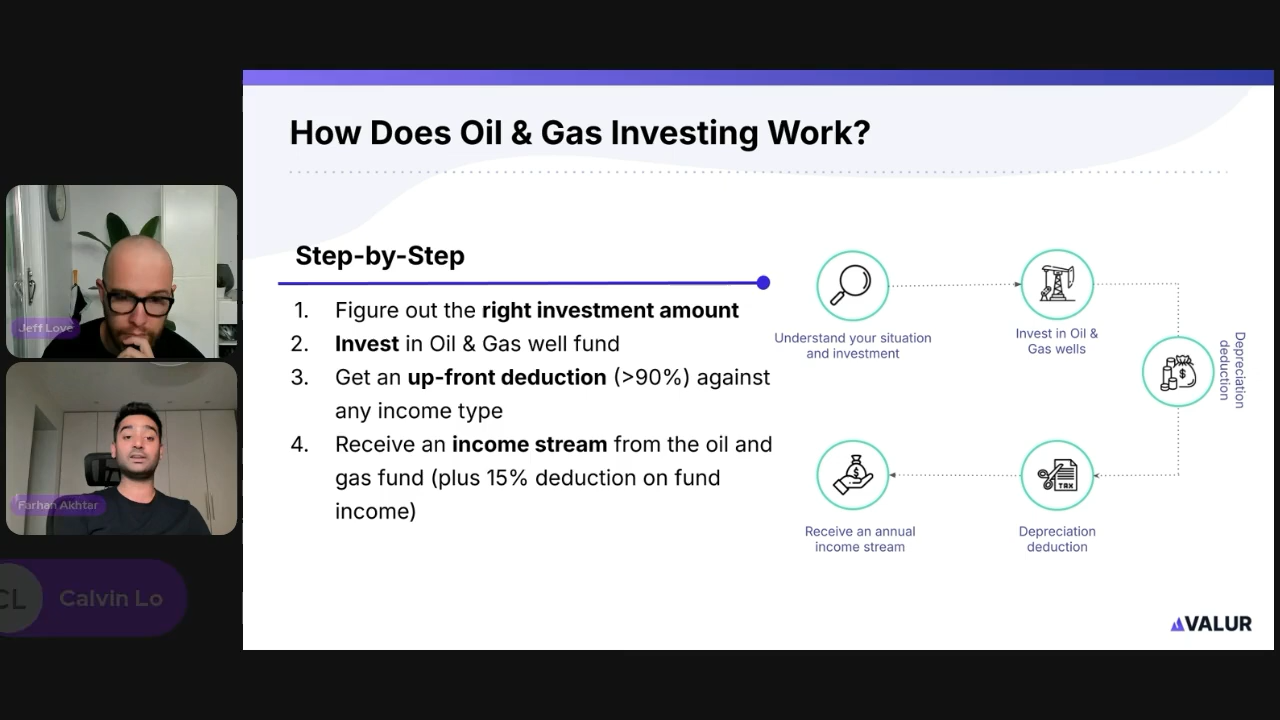 How Does Oil & Gas Investing Work?
Step-by-Step
1. Figure out the right investment amount
2. Invest in Oil & Gas well fund
3. Get an up-front deduction (>90%) against
any income type
4. Receive an income stream from the oil and
gas fund (plus 15% deduction on fund
income)
Understand your situation
and investment
Invest in Oil &
Gas wells
Depreciation
deduction
TAX
Depreciation
deduction
Receive an annual
income stream
VALUR
Jeff Love
Farhan Akhtar
CL
Calvin Lo